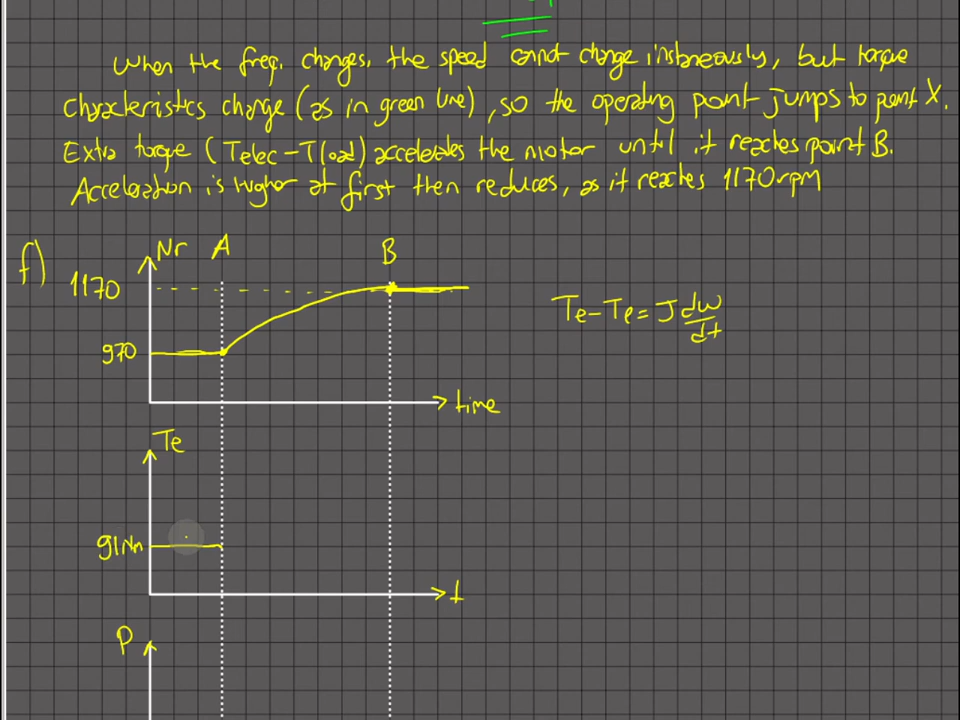 When the freq. changes, the speed cannot change instaneously, but torque
charcteristics change (as in green line), so the operating point jumps to point X.
Extra torque (Telec-Tload) accelerates the motor until it reaches point B.
Acceleration is higher at first then reduces, as it reaches 1170rpm
f)
Nr A B
1170
970
time
Te-Tl = J dω/dt
Te
91Nm
t
P